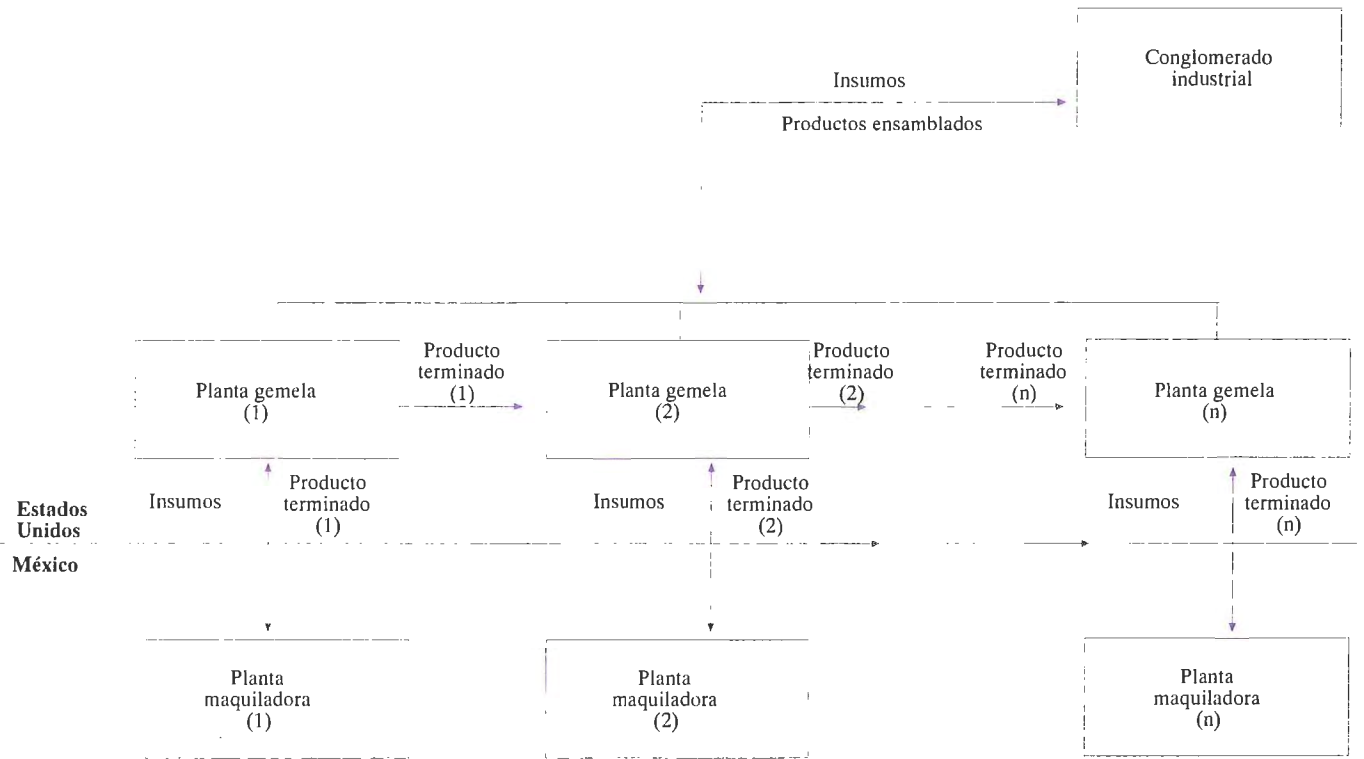 Conglomerado
industrial
Insumos
Productos ensamblados
Producto
terminado
(1)
Producto
terminado
(2)
Producto
terminado
(n)
Planta gemela
(1)
Planta gemela
(2)
Planta gemela
(n)
Estados
Unidos
Insumos
Producto
terminado
(1)
Insumos
Producto
terminado
(2)
Insumos
Producto
terminado
(n)
México
Planta
maquiladora
(1)
Planta
maquiladora
(2)
Planta
maquiladora
(n)